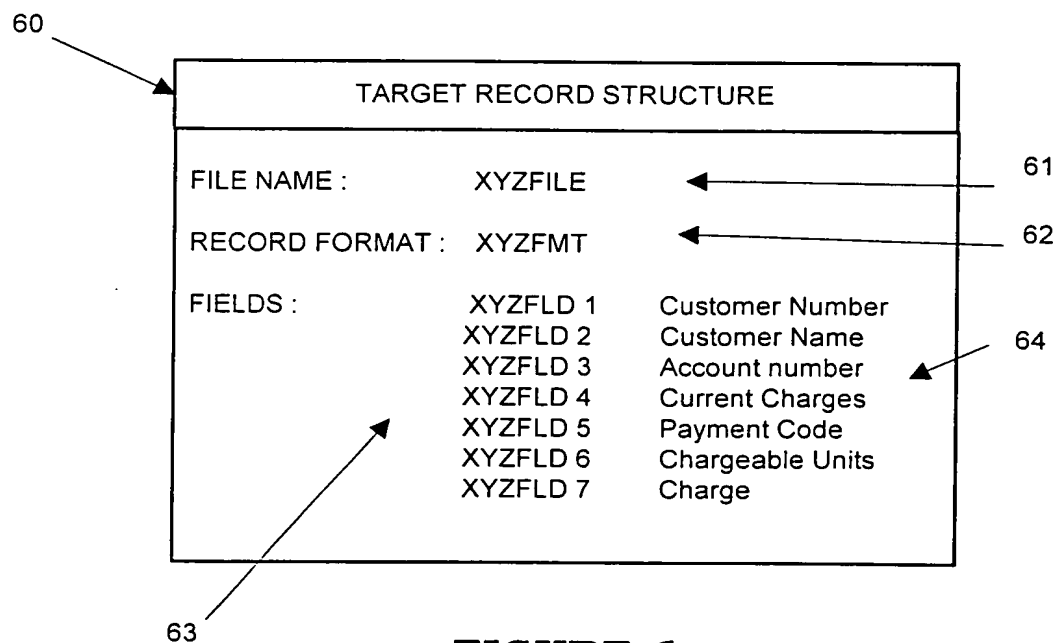 60
TARGET RECORD STRUCTURE
FILE NAME : XYZFILE
61
RECORD FORMAT : XYZFMT
62
FIELDS : XYZFLD 1 Customer Number
XYZFLD 2 Customer Name
64
XYZFLD 3 Account number
XYZFLD 4 Current Charges
XYZFLD 5 Payment Code
XYZFLD 6 Chargeable Units
XYZFLD 7 Charge
63